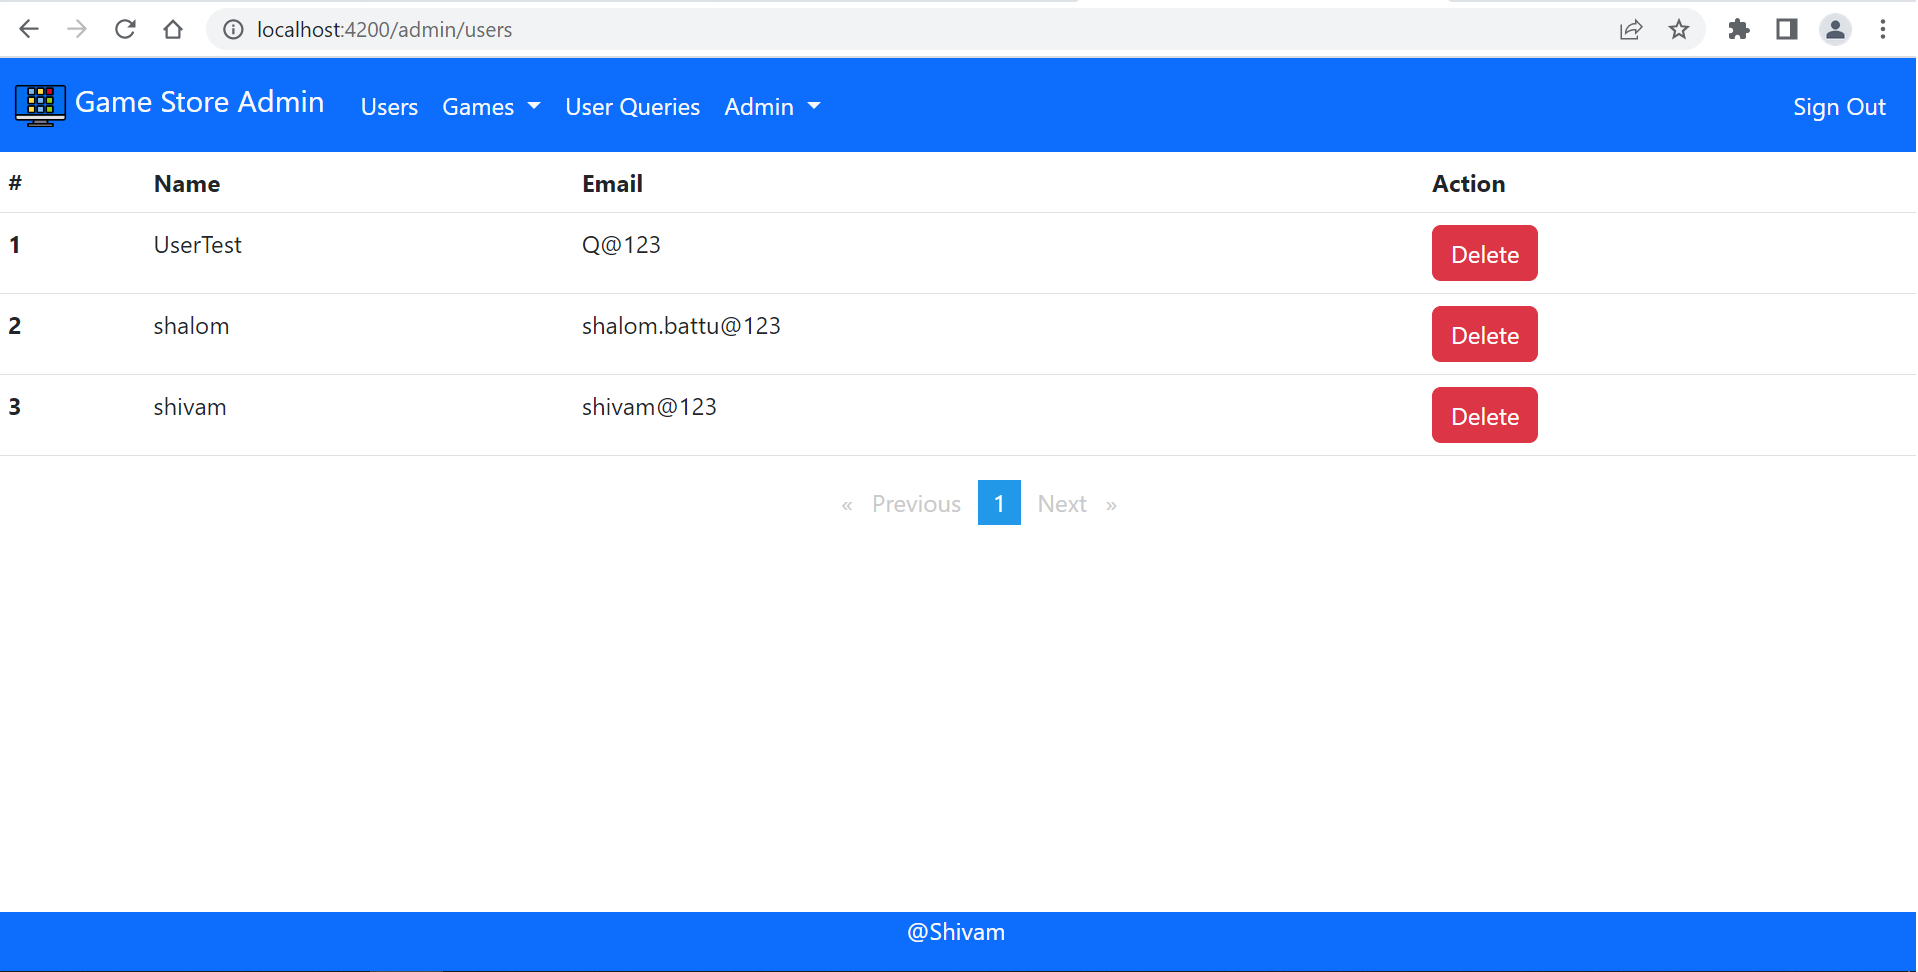 localhost:4200/admin/users
Game Store Admin Users Games User Queries Admin Sign Out
# Name Email Action
1 UserTest Q@123 Delete
2 shalom shalom.battu@123 Delete
3 shivam shivam@123 Delete
« Previous 1 Next »
@Shivam